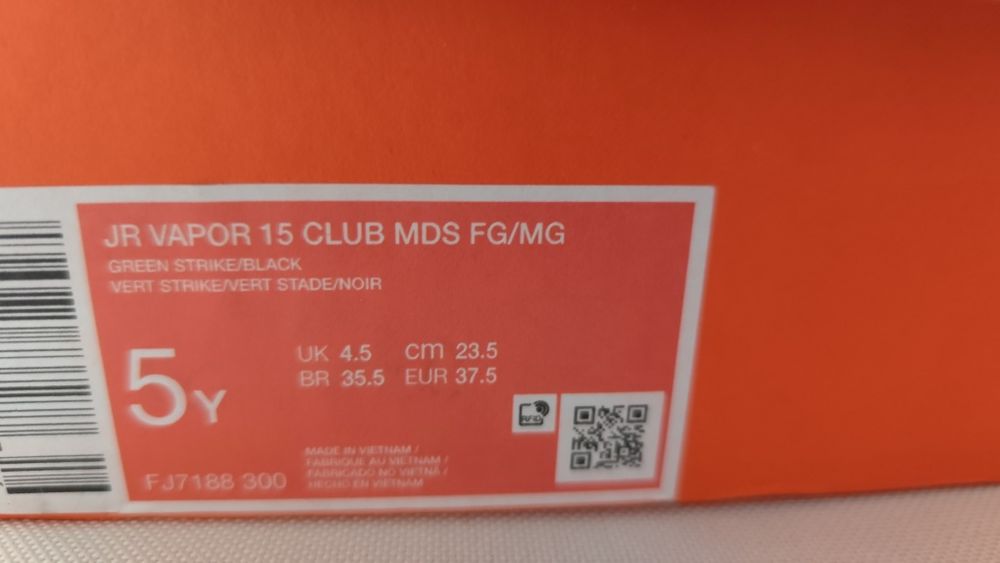 JR VAPOR 15 CLUB MDS FG/MG
GREEN STRIKE/BLACK
VERT STRIKE/VERT STADE/NOIR
5Y
UK 4.5 cm 23.5
BR 35.5 EUR 37.5
RFID
MADE IN VIETNAM /
FABRIQUE AU VIETNAM /
FABRICADO NO VIETNÃ /
HECHO EN VIETNAM
FJ7188 300